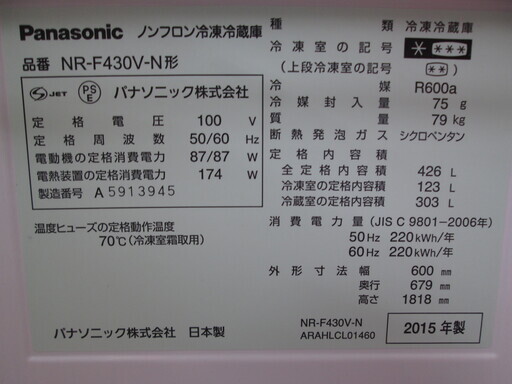 Panasonic ノンフロン冷凍冷蔵庫
品番 NR-F430V-N形
S JET PS E パナソニック株式会社
定格電圧 100 V
定格周波数 50/60 Hz
電動機の定格消費電力 87/87 W
電熱装置の定格消費電力 174 W
製造番号 A 5913945
温度ヒューズの定格動作温度
70℃(冷凍室霜取用)
パナソニック株式会社 日本製
種類 冷凍冷蔵庫
冷凍室の記号 * ***
(上段冷凍室の記号 ** )
冷媒 R600a
冷媒封入量 75 g
質量 79 kg
断熱発泡ガス シクロペンタン
定格内容積
全定格内容積 426 L
冷凍室の定格内容積 123 L
冷蔵室の定格内容積 303 L
消費電力量 (JIS C 9801-2006年)
50 Hz 220 kWh/年
60 Hz 220 kWh/年
外形寸法 幅 600 mm
奥行 679 mm
高さ 1818 mm
NR-F430V-N
ARAHLCL01460
2015年製